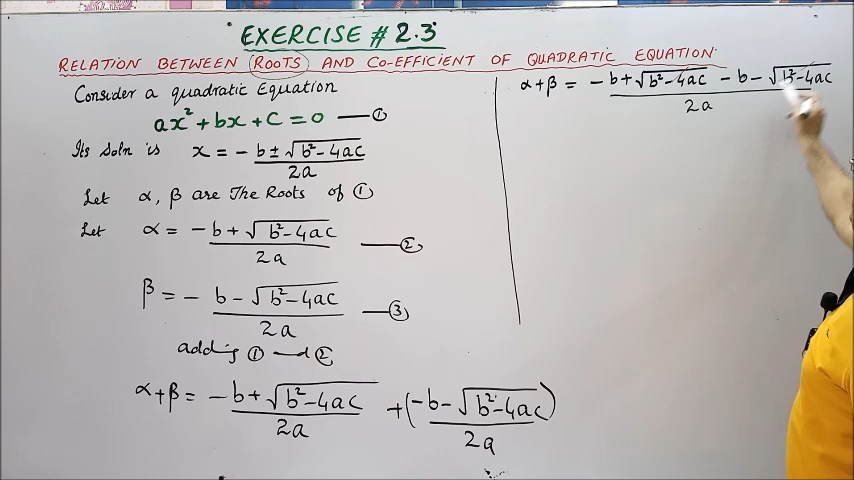 EXERCISE # 2.3
RELATION BETWEEN ROOTS AND CO-EFFICIENT OF QUADRATIC EQUATION.
Consider a quadratic Equation
ax² + bx + c = 0 —①
Its Soln is x = -b ± √b²-4ac / 2a
Let α, β are The Roots of ①
Let α = -b + √b²-4ac / 2a —②
β = -b - √b²-4ac / 2a —③
adding ① and ②
α+β = -b + √b²-4ac / 2a + (-b - √b²-4ac / 2a)
α+β = -b + √b²-4ac - b - √b²-4ac / 2a